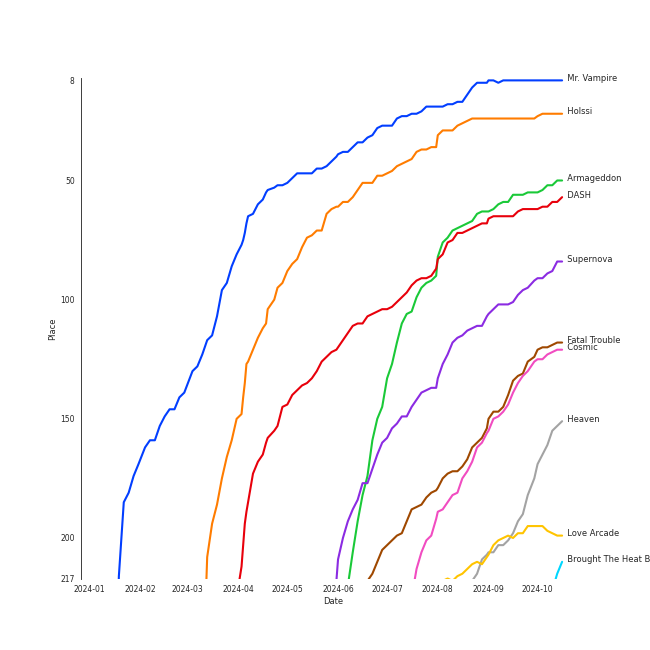 8
50
100
150
200
217
Place
2024-01
2024-02
2024-03
2024-04
2024-05
2024-06
2024-07
2024-08
2024-09
2024-10
Date
Mr. Vampire
Holssi
Armageddon
DASH
Supernova
Fatal Trouble
Cosmic
Heaven
Love Arcade
Brought The Heat B